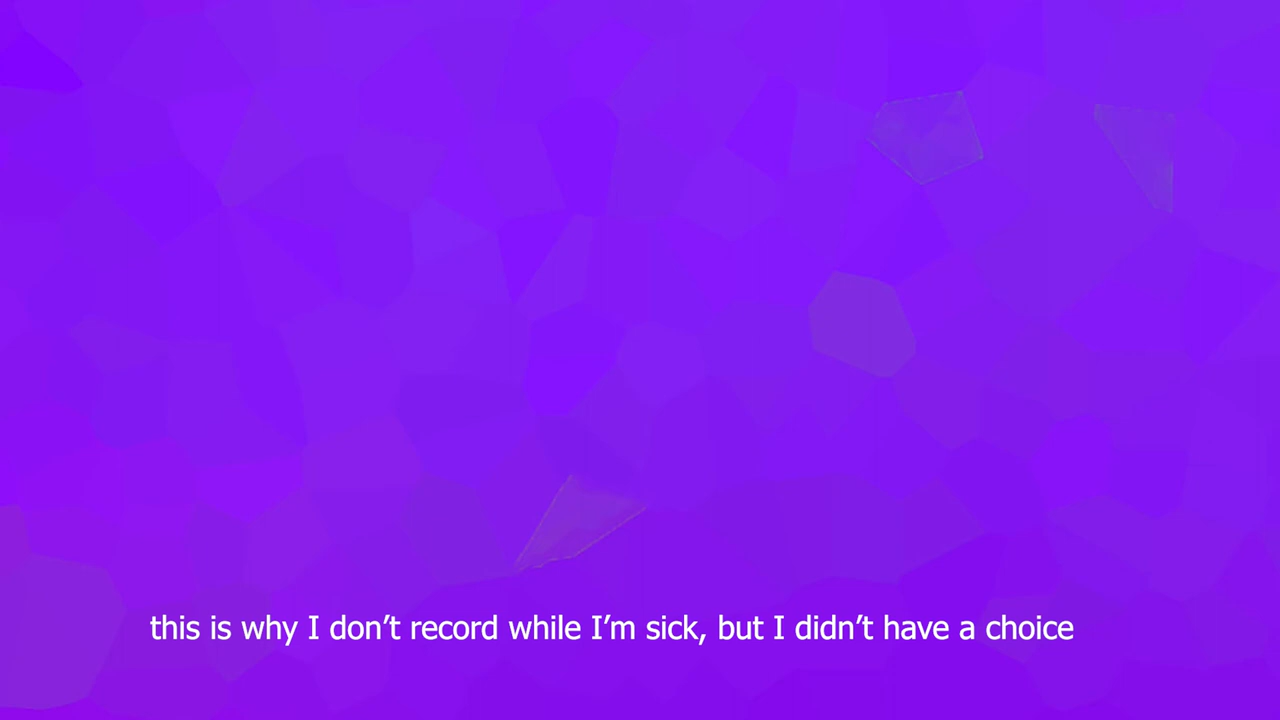 this is why I don’t record while I’m sick, but I didn’t have a choice